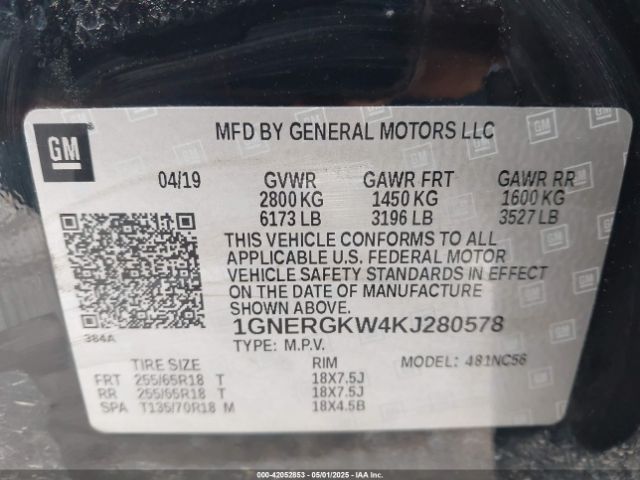 GM
MFD BY GENERAL MOTORS LLC
04/19 GVWR GAWR FRT GAWR RR
2800 KG 1450 KG 1600 KG
6173 LB 3196 LB 3527 LB
THIS VEHICLE CONFORMS TO ALL
APPLICABLE U.S. FEDERAL MOTOR
VEHICLE SAFETY STANDARDS IN EFFECT
ON THE DATE OF MANUFACTURE
SHOWN ABOVE.
384A
1GNERGKW4KJ280578
TYPE: M.P.V.
MODEL: 481NC56
TIRE SIZE RIM
FRT 255/65R18 T 18X7.5J
RR 255/65R18 T 18X7.5J
SPA T135/70R18 M 18X4.5B
000-42052853 - 05/01/2025 - IAA Inc.